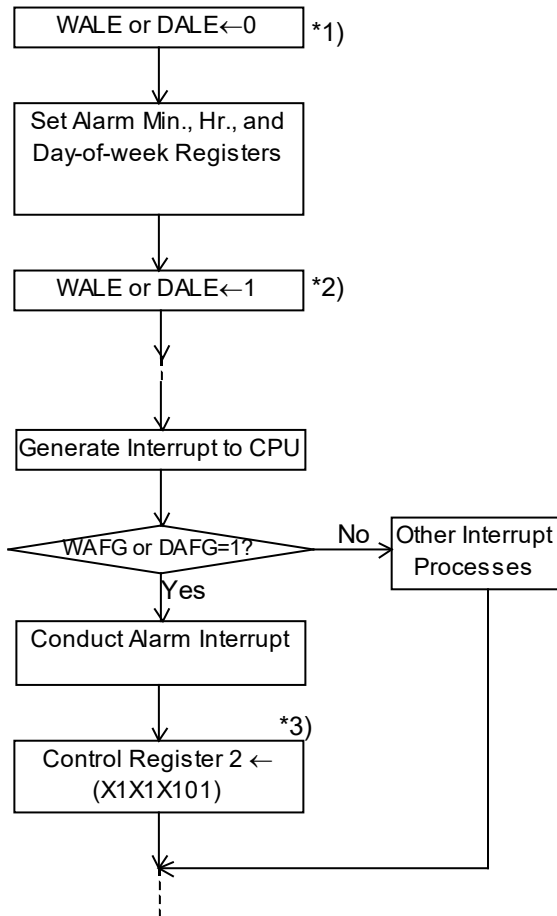 WALE or DALE←0
*1)
Set Alarm Min., Hr., and
Day-of-week Registers
WALE or DALE←1
*2)
Generate Interrupt to CPU
WAFG or DAFG=1?
No
Other Interrupt
Processes
Yes
Conduct Alarm Interrupt
*3)
Control Register 2 ←
(X1X1X101)